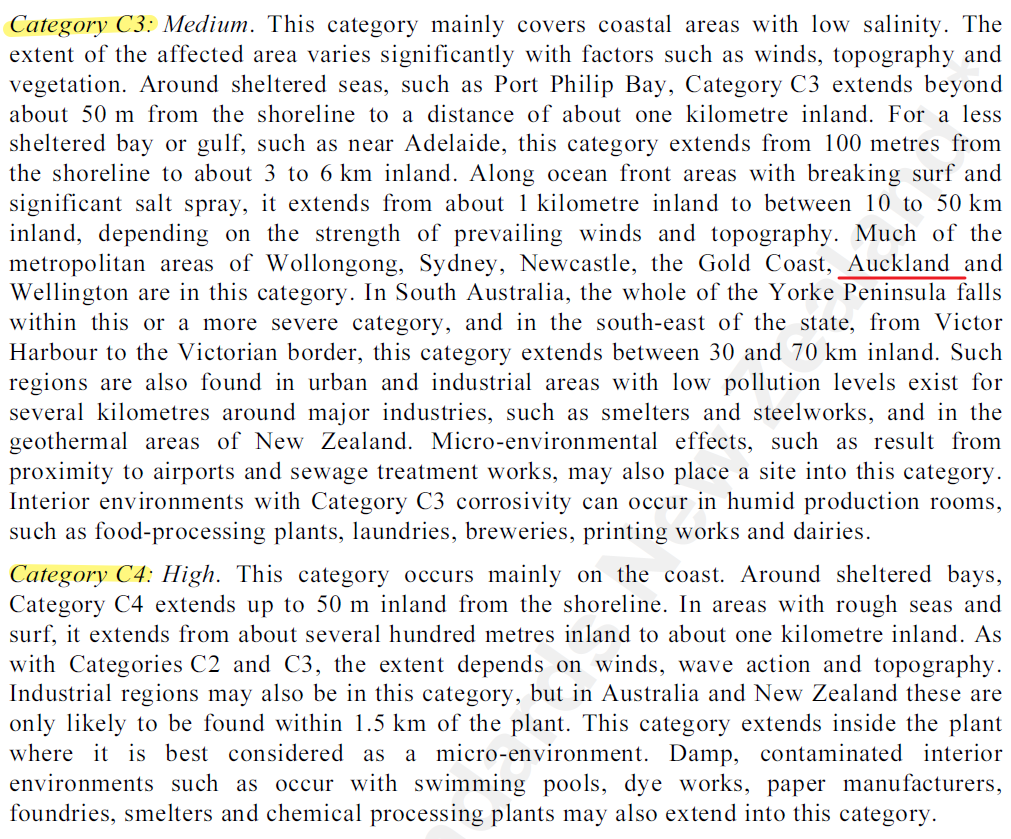 Category C3: Medium. This category mainly covers coastal areas with low salinity. The
extent of the affected area varies significantly with factors such as winds, topography and
vegetation. Around sheltered seas, such as Port Philip Bay, Category C3 extends beyond
about 50 m from the shoreline to a distance of about one kilometre inland. For a less
sheltered bay or gulf, such as near Adelaide, this category extends from 100 metres from
the shoreline to about 3 to 6 km inland. Along ocean front areas with breaking surf and
significant salt spray, it extends from about 1 kilometre inland to between 10 to 50 km
inland, depending on the strength of prevailing winds and topography. Much of the
metropolitan areas of Wollongong, Sydney, Newcastle, the Gold Coast, Auckland and
Wellington are in this category. In South Australia, the whole of the Yorke Peninsula falls
within this or a more severe category, and in the south-east of the state, from Victor
Harbour to the Victorian border, this category extends between 30 and 70 km inland. Such
regions are also found in urban and industrial areas with low pollution levels exist for
several kilometres around major industries, such as smelters and steelworks, and in the
geothermal areas of New Zealand. Micro-environmental effects, such as result from
proximity to airports and sewage treatment works, may also place a site into this category.
Interior environments with Category C3 corrosivity can occur in humid production rooms,
such as food-processing plants, laundries, breweries, printing works and dairies.
Category C4: High. This category occurs mainly on the coast. Around sheltered bays,
Category C4 extends up to 50 m inland from the shoreline. In areas with rough seas and
surf, it extends from about several hundred metres inland to about one kilometre inland. As
with Categories C2 and C3, the extent depends on winds, wave action and topography.
Industrial regions may also be in this category, but in Australia and New Zealand these are
only likely to be found within 1.5 km of the plant. This category extends inside the plant
where it is best considered as a micro-environment. Damp, contaminated interior
environments such as occur with swimming pools, dye works, paper manufacturers,
foundries, smelters and chemical processing plants may also extend into this category.
New Zealand